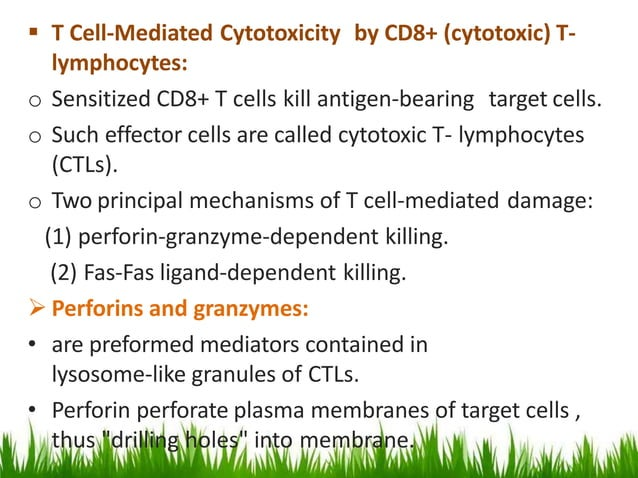 ▪ T Cell-Mediated Cytotoxicity by CD8+ (cytotoxic) T-
lymphocytes:
o Sensitized CD8+ T cells kill antigen-bearing target cells.
o Such effector cells are called cytotoxic T- lymphocytes
(CTLs).
o Two principal mechanisms of T cell-mediated damage:
(1) perforin-granzyme-dependent killing.
(2) Fas-Fas ligand-dependent killing.
➢ Perforins and granzymes:
• are preformed mediators contained in
lysosome-like granules of CTLs.
• Perforin perforate plasma membranes of target cells ,
thus "drilling holes" into membrane.